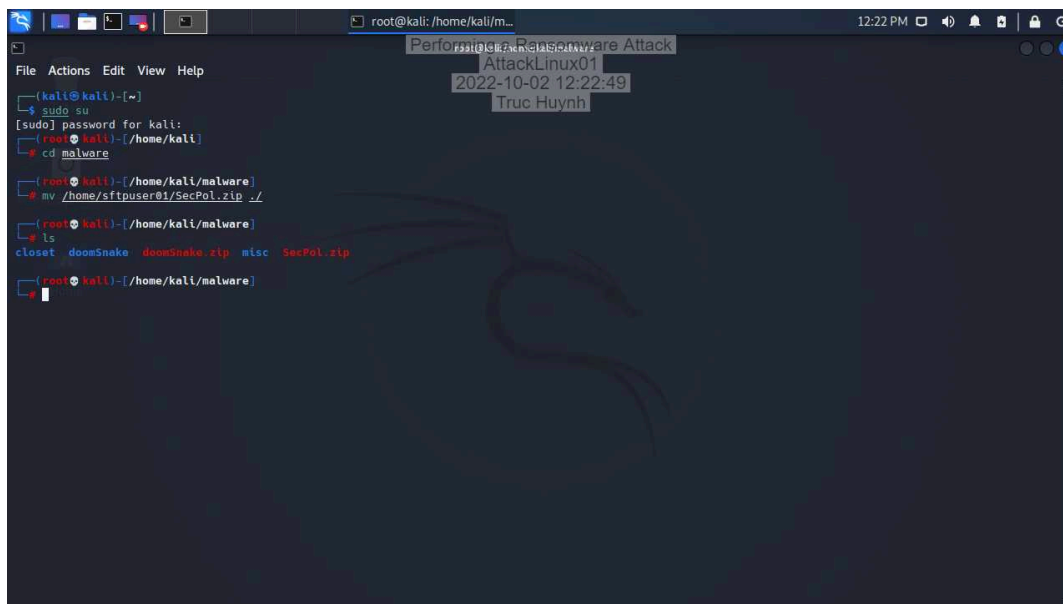 root@kali: /home/kali/m...
12:22 PM
Performing a Ransomware Attack
AttackLinux01
2022-10-02 12:22:49
Truc Huynh
File Actions Edit View Help
┌──(kali㉿kali)-[~]
└─$ sudo su
[sudo] password for kali:
┌──(root💀kali)-[/home/kali]
└─# cd malware
┌──(root💀kali)-[/home/kali/malware]
└─# mv /home/sftpuser01/SecPol.zip ./
┌──(root💀kali)-[/home/kali/malware]
└─# ls
closet doomSnake doomSnake.zip misc SecPol.zip
┌──(root💀kali)-[/home/kali/malware]
└─#